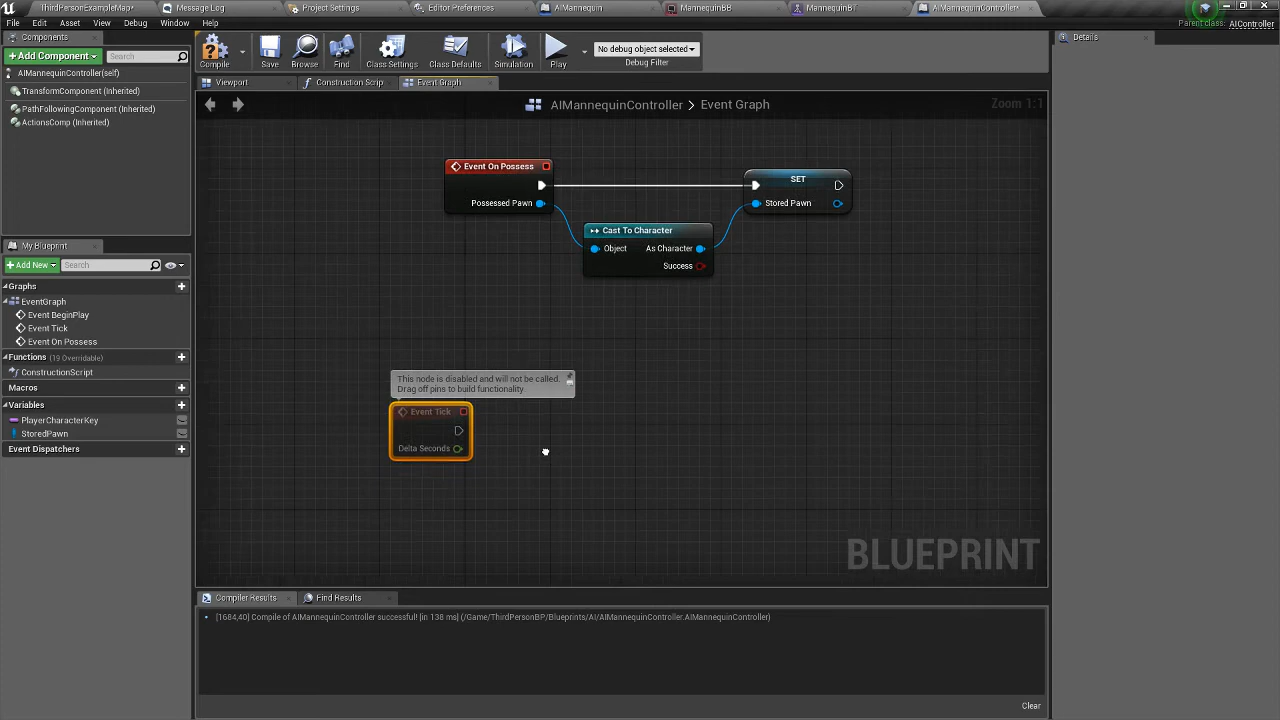 ThirdPersonExampleMap*
Message Log
Project Settings
Editor Preferences
AIMannequin
MannequinBB
MannequinBT
AIMannequinController*
File
Edit
Asset
View
Debug
Window
Help
Parent class: AIController
Components
Add Component
Search
AIMannequinController(self)
TransformComponent (Inherited)
PathFollowingComponent (Inherited)
ActionsComp (Inherited)
My Blueprint
Add New
Search
Graphs
EventGraph
Event BeginPlay
Event Tick
Event On Possess
Functions (19 Overridable)
ConstructionScript
Macros
Variables
PlayerCharacterKey
StoredPawn
Event Dispatchers
Compile
Save
Browse
Find
Class Settings
Class Defaults
Simulation
Play
No debug object selected
Debug Filter
Viewport
Construction Scrip
Event Graph
AIMannequinController > Event Graph
Zoom 1:1
Event On Possess
Possessed Pawn
Cast To Character
Object
As Character
Success
SET
Stored Pawn
This node is disabled and will not be called.
Drag off pins to build functionality.
Event Tick
Delta Seconds
BLUEPRINT
Compiler Results
Find Results
[1684,40] Compile of AIMannequinController successful! [in 138 ms] (/Game/ThirdPersonBP/Blueprints/AI/AIMannequinController.AIMannequinController)
Clear
Details